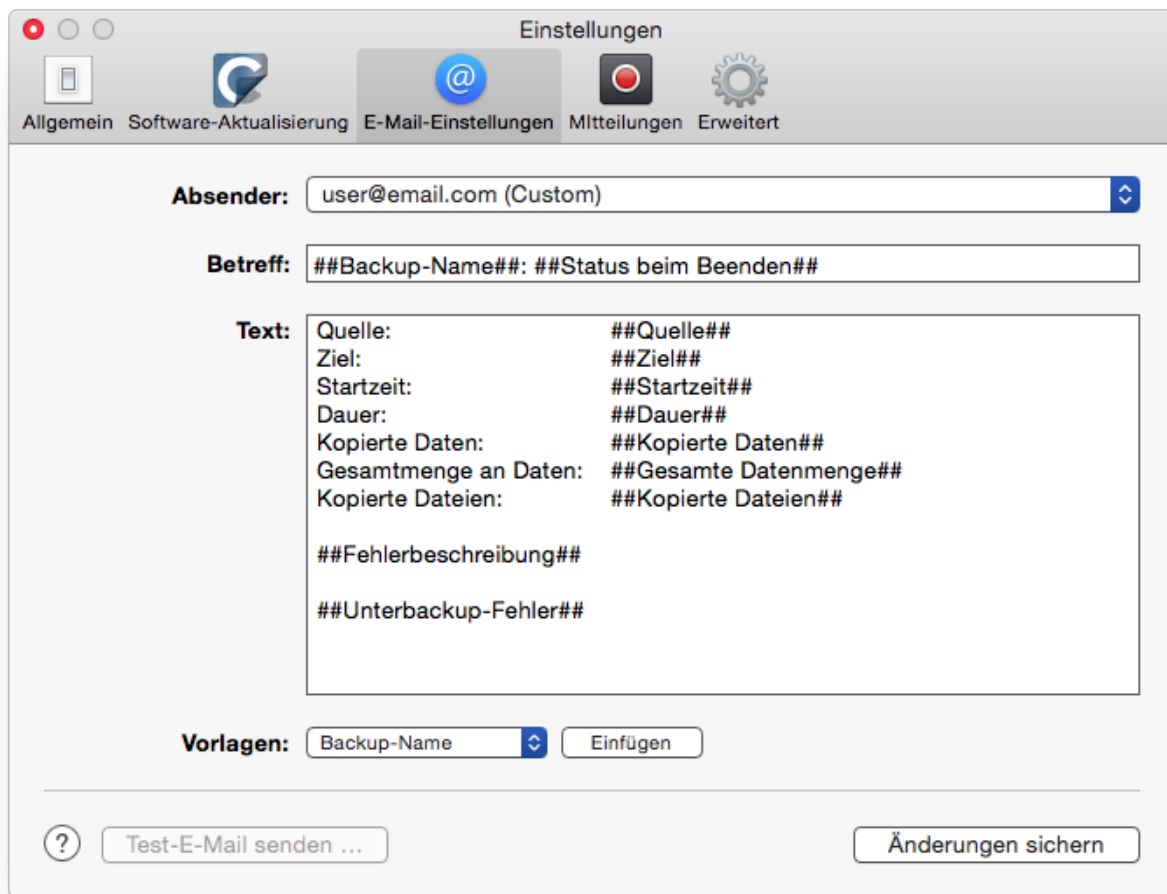 Einstellungen
Allgemein Software-Aktualisierung E-Mail-Einstellungen MItteilungen Erweitert
Absender: user@email.com (Custom)
Betreff: ##Backup-Name##: ##Status beim Beenden##
Text: Quelle: ##Quelle##
Ziel: ##Ziel##
Startzeit: ##Startzeit##
Dauer: ##Dauer##
Kopierte Daten: ##Kopierte Daten##
Gesamtmenge an Daten: ##Gesamte Datenmenge##
Kopierte Dateien: ##Kopierte Dateien##
##Fehlerbeschreibung##
##Unterbackup-Fehler##
Vorlagen: Backup-Name Einfügen
? Test-E-Mail senden ... Änderungen sichern